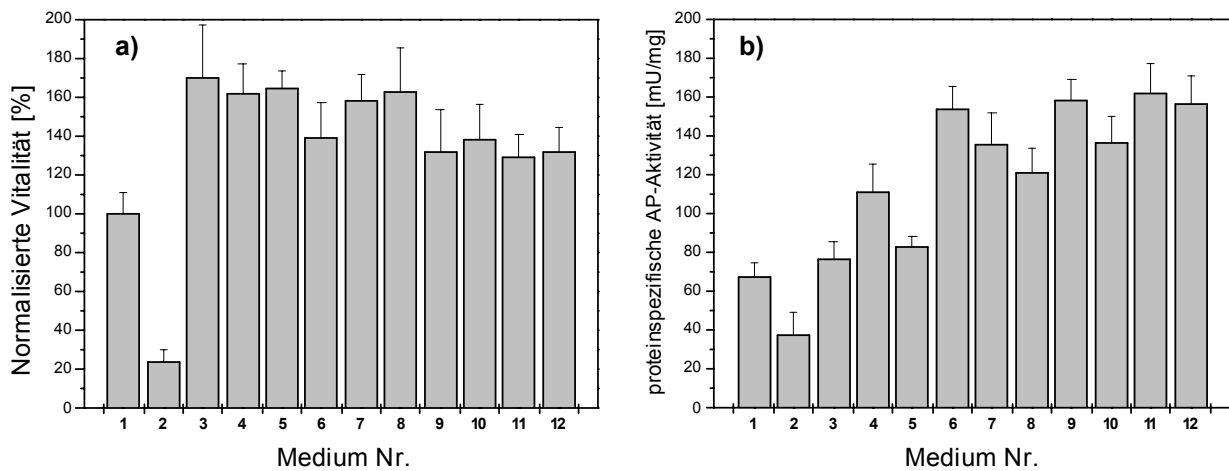 a)
Normalisierte Vitalität [%]
200
180
160
140
120
100
80
60
40
20
0
1 2 3 4 5 6 7 8 9 10 11 12
Medium Nr.
b)
proteinspezifische AP-Aktivität [mU/mg]
200
180
160
140
120
100
80
60
40
20
0
1 2 3 4 5 6 7 8 9 10 11 12
Medium Nr.